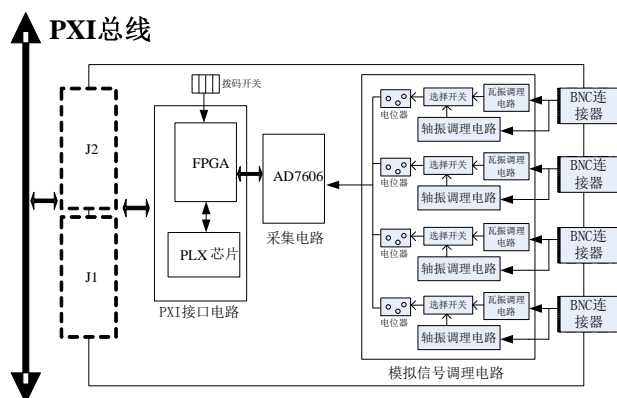 PXI总线
拨码开关
J2
FPGA
AD7606
采集电路
PLX 芯片
J1
PXI接口电路
电位器
选择开关
瓦振调理
电路
轴振调理电路
BNC连
接器
电位器
选择开关
瓦振调理
电路
轴振调理电路
BNC连
接器
电位器
选择开关
瓦振调理
电路
轴振调理电路
BNC连
接器
电位器
选择开关
瓦振调理
电路
轴振调理电路
BNC连
接器
模拟信号调理电路